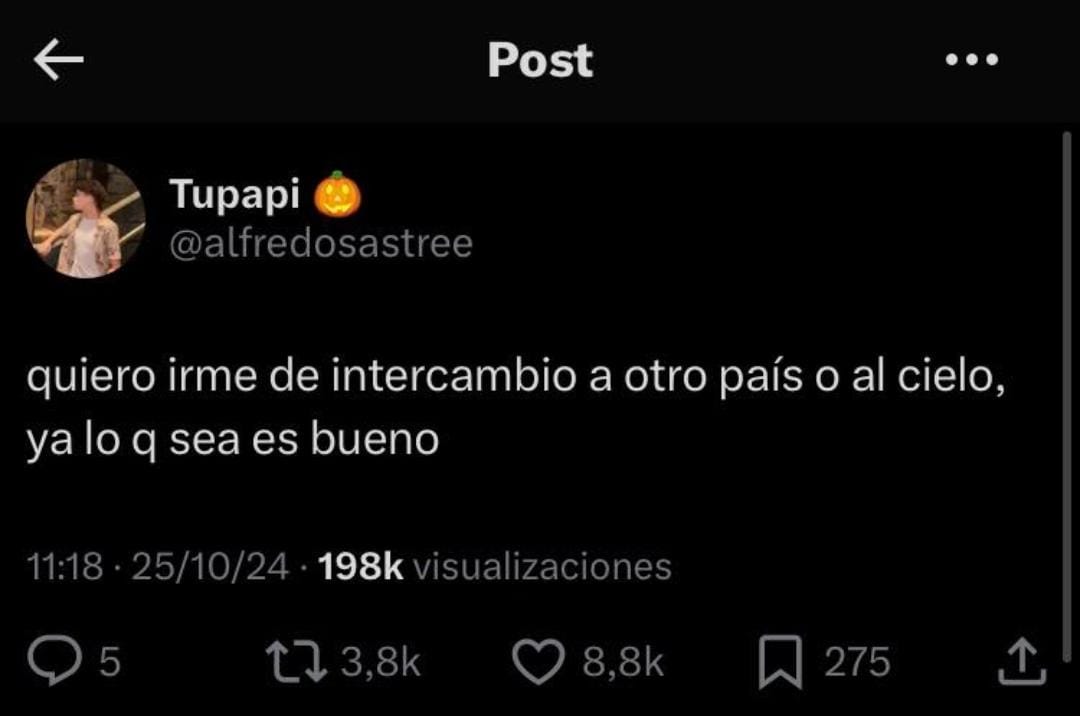 Post
Tupapi 🎃
@alfredosastree
quiero irme de intercambio a otro país o al cielo,
ya lo q sea es bueno
11:18 · 25/10/24 · 198k visualizaciones
5 3,8k 8,8k 275